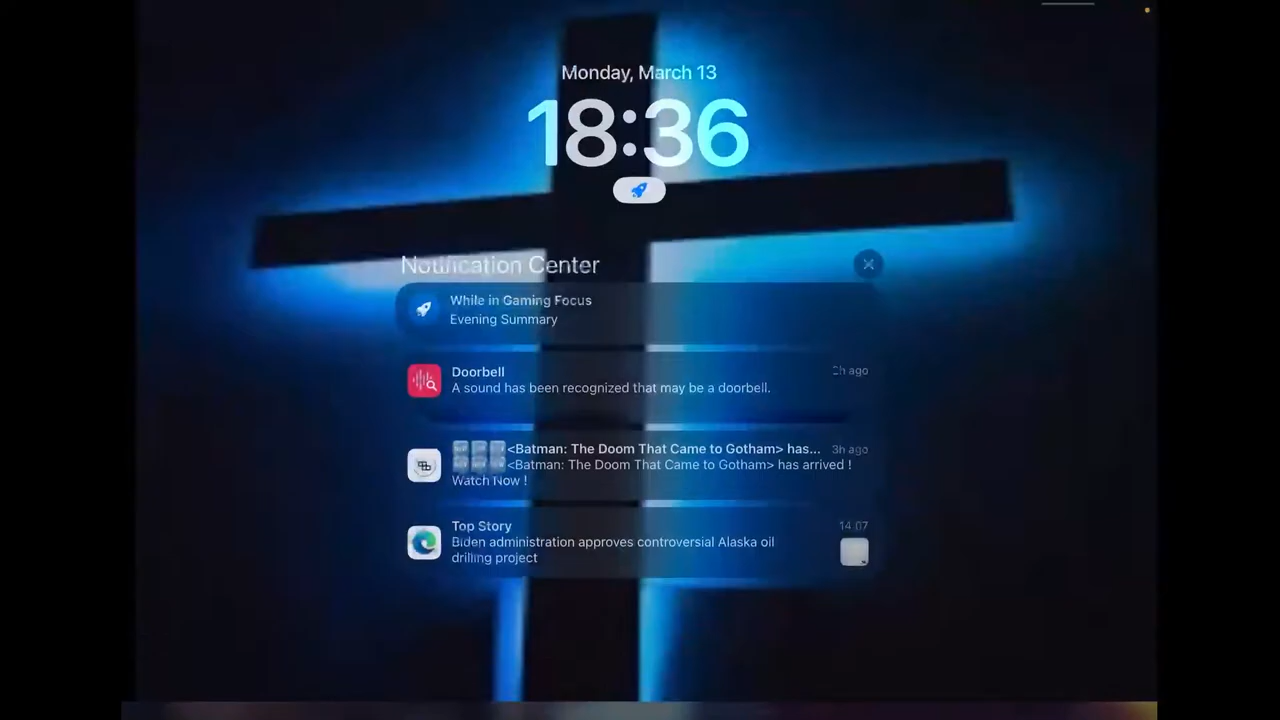 Monday, March 13
18:36
Notification Center
While in Gaming Focus
Evening Summary
Doorbell
2h ago
A sound has been recognized that may be a doorbell.
<Batman: The Doom That Came to Gotham> has...
3h ago
<Batman: The Doom That Came to Gotham> has arrived !
Watch Now !
Top Story
14:07
Biden administration approves controversial Alaska oil
drilling project